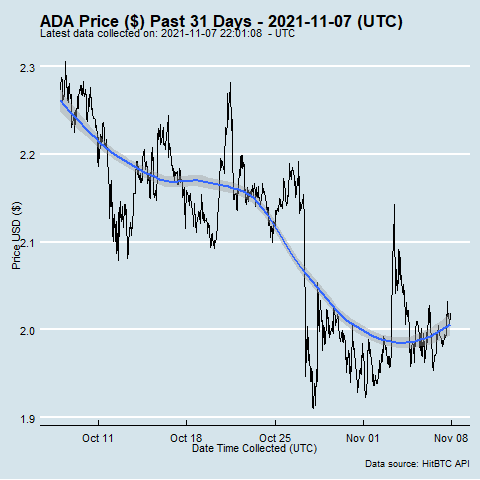 ADA Price ($) Past 31 Days - 2021-11-07 (UTC)
Latest data collected on: 2021-11-07 22:01:08  - UTC
2.3
2.2
2.1
2.0
1.9
Price USD ($)
Oct 11
Oct 18
Oct 25
Nov 01
Nov 08
Date Time Collected (UTC)
Data source: HitBTC API